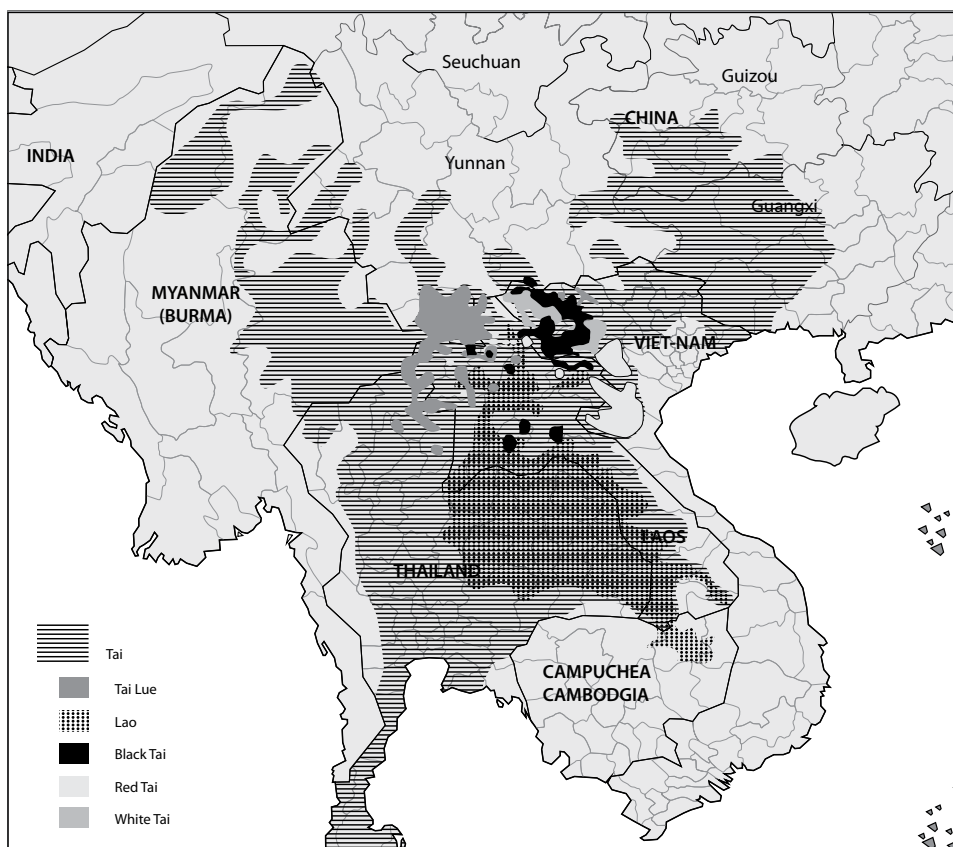 Seuchuan
Guizou
CHINA
INDIA
Yunnan
Guangxi
MYANMAR
(BURMA)
VIET-NAM
LAOS
THAILAND
CAMPUCHEA
CAMBODGIA
Tai
Tai Lue
Lao
Black Tai
Red Tai
White Tai